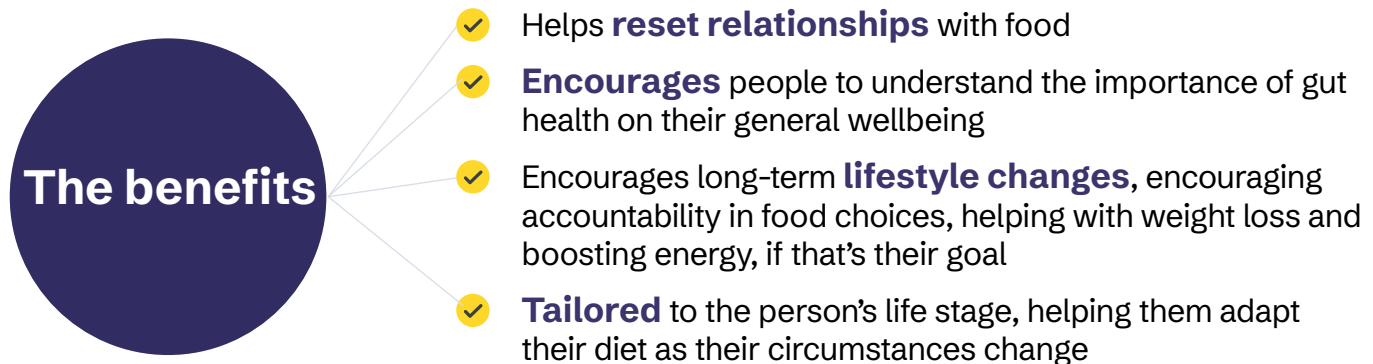 The benefits
Helps reset relationships with food
Encourages people to understand the importance of gut
health on their general wellbeing
Encourages long-term lifestyle changes, encouraging
accountability in food choices, helping with weight loss and
boosting energy, if that’s their goal
Tailored to the person’s life stage, helping them adapt
their diet as their circumstances change